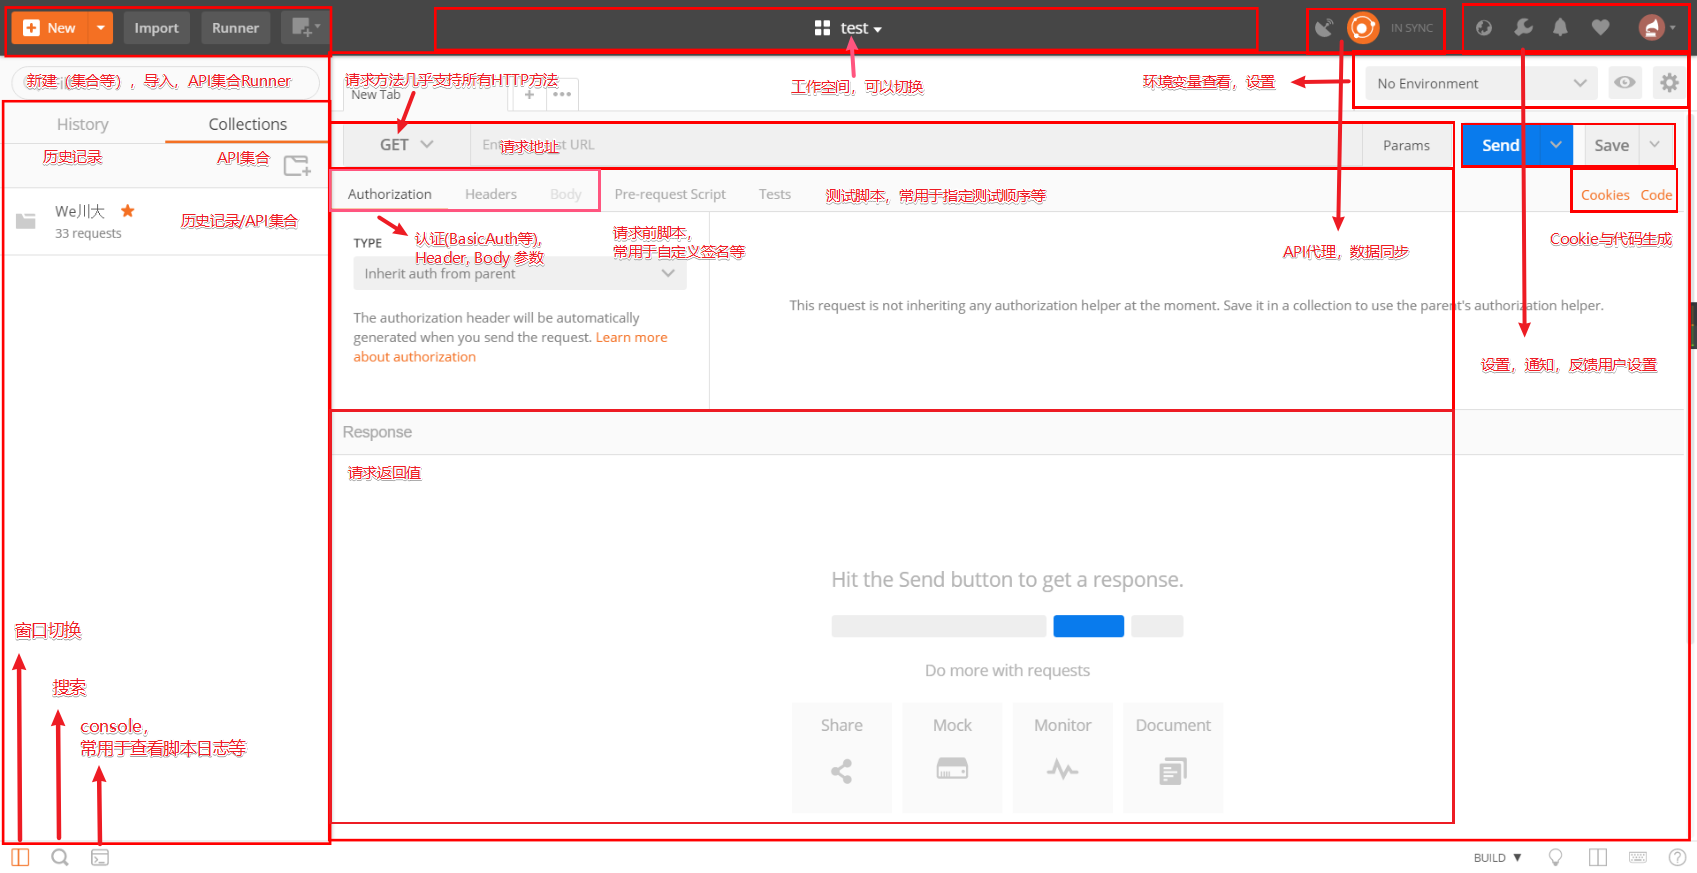 New
Import
Runner
test
IN SYNC
新建（集合等），导入，API集合Runner
请求方法几乎支持所有HTTP方法
New Tab
工作空间，可以切换
环境变量查看，设置
No Environment
History
Collections
历史记录
API集合
GET
请求地址
URL
Params
Send
Save
Authorization
Headers
Body
Pre-request Script
Tests
测试脚本，常用于指定测试顺序等
Cookies
Code
We川大
33 requests
历史记录/API集合
TYPE
认证(BasicAuth等),
Header, Body 参数
请求前脚本，
常用于自定义签名等
API代理，数据同步
Cookie与代码生成
Inherit auth from parent
This request is not inheriting any authorization helper at the moment. Save it in a collection to use the parent's authorization helper.
The authorization header will be automatically
generated when you send the request. Learn more
about authorization
设置，通知，反馈用户设置
Response
请求返回值
Hit the Send button to get a response.
Do more with requests
Share
Mock
Monitor
Document
窗口切换
搜索
console，
常用于查看脚本日志等
BUILD